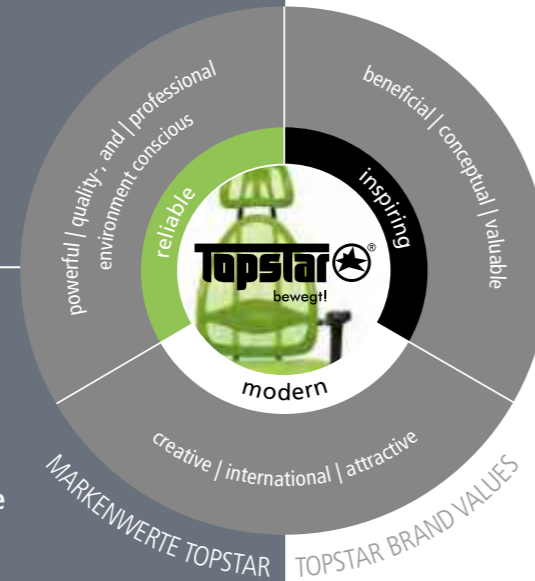 powerful | quality-, and | professional
environment conscious
beneficial | conceptual | valuable
reliable
inspiring
Topstar ®
bewegt!
modern
creative | international | attractive
e
MARKENWERTE TOPSTAR
TOPSTAR BRAND VALUES